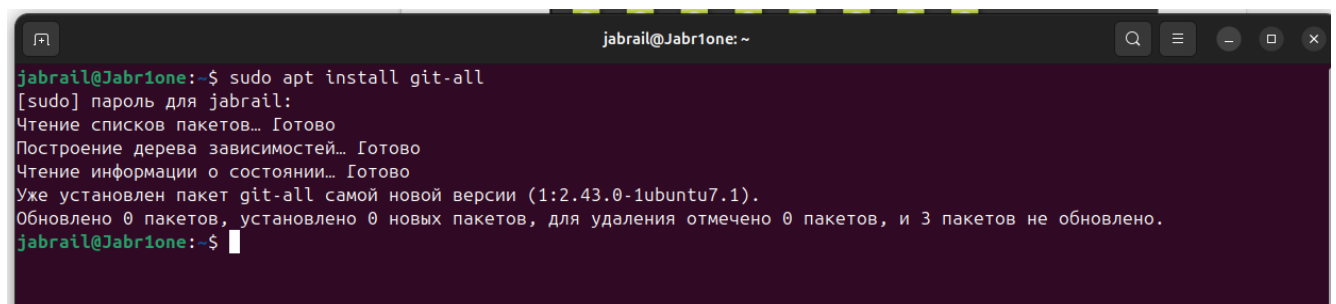 jabrail@Jabr1one: ~
jabrail@Jabr1one:~$ sudo apt install git-all
[sudo] пароль для jabrail:
Чтение списков пакетов… Готово
Построение дерева зависимостей… Готово
Чтение информации о состоянии… Готово
Уже установлен пакет git-all самой новой версии (1:2.43.0-1ubuntu7.1).
Обновлено 0 пакетов, установлено 0 новых пакетов, для удаления отмечено 0 пакетов, и 3 пакетов не обновлено.
jabrail@Jabr1one:~$